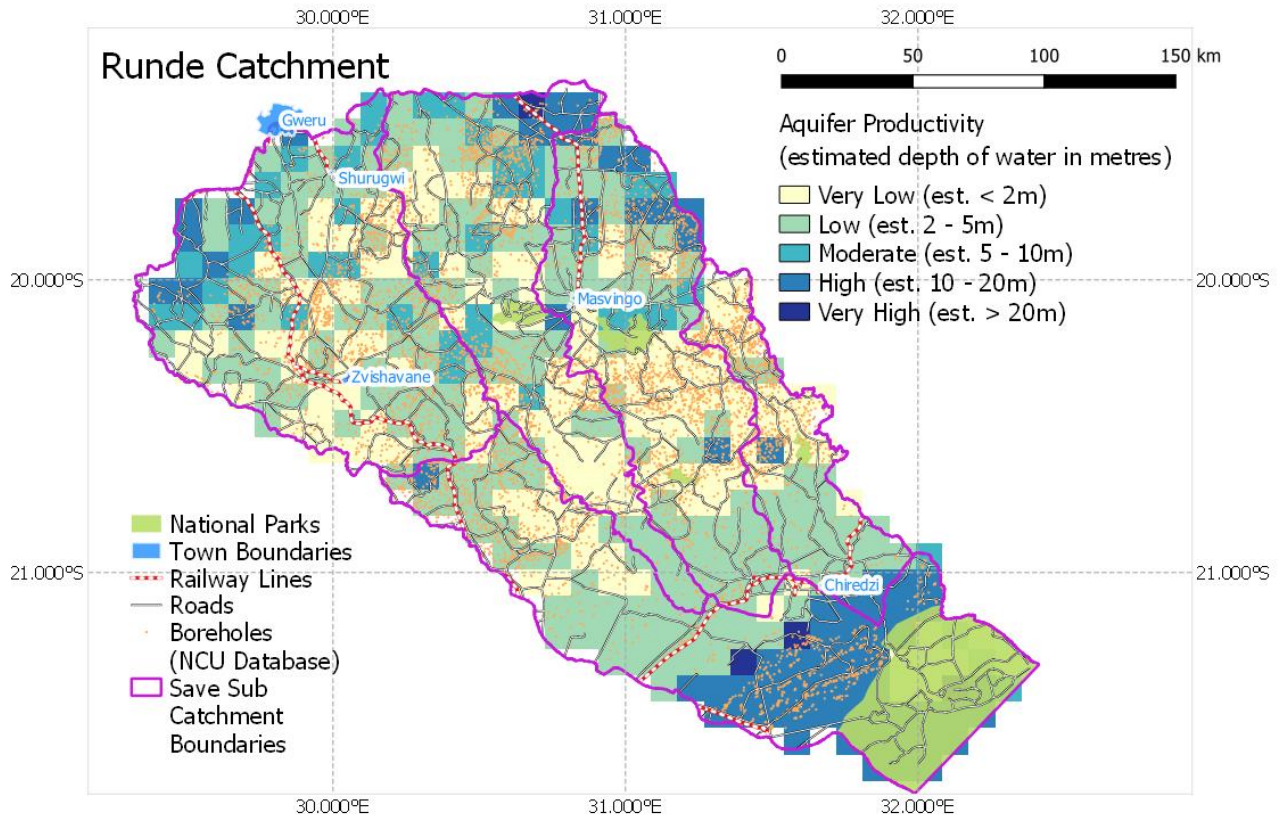 30.000°E
31.000°E
32.000°E
Runde Catchment
0
50
100
150 km
Aquifer Productivity
(estimated depth of water in metres)
Very Low (est. < 2m)
Low (est. 2 - 5m)
Moderate (est. 5 - 10m)
High (est. 10 - 20m)
Very High (est. > 20m)
Gweru
Shurugwi
20.000°S
20.000°S
Masvingo
Zvishavane
National Parks
Town Boundaries
Railway Lines
Roads
Boreholes
(NCU Database)
Save Sub
Catchment
Boundaries
21.000°S
21.000°S
Chiredzi
30.000°E
31.000°E
32.000°E